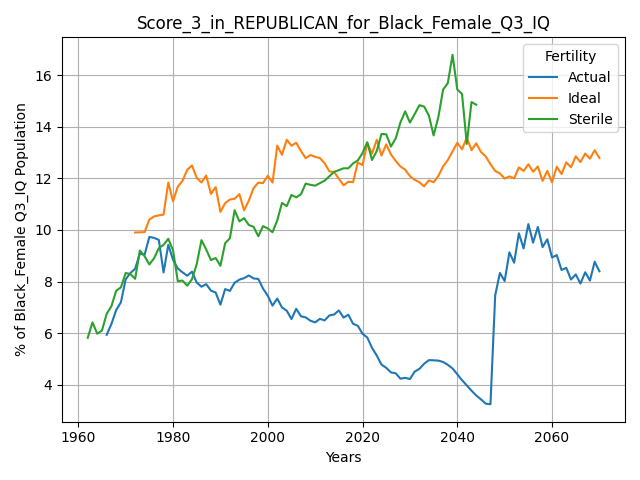 Score_3_in_REPUBLICAN_for_Black_Female_Q3_IQ
Fertility
Actual
Ideal
Sterile
% of Black_Female Q3_IQ Population
16
14
12
10
8
6
4
1960 1980 2000 2020 2040 2060
Years